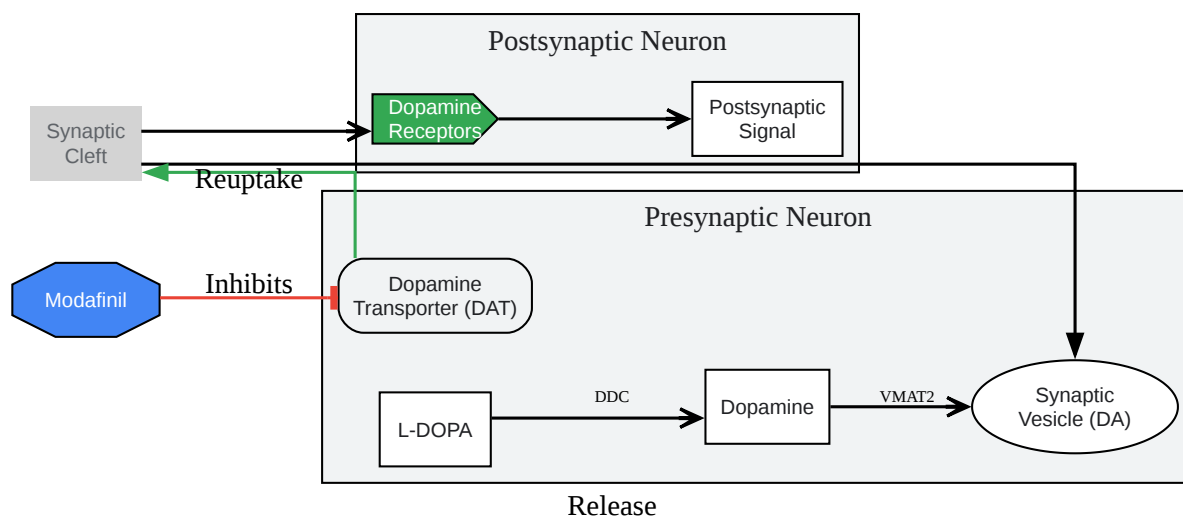 Postsynaptic Neuron
Dopamine
Receptors
Postsynaptic
Signal
Synaptic
Cleft
Reuptake
Presynaptic Neuron
Modafinil
Inhibits
Dopamine
Transporter (DAT)
L-DOPA
DDC
Dopamine
VMAT2
Synaptic
Vesicle (DA)
Release